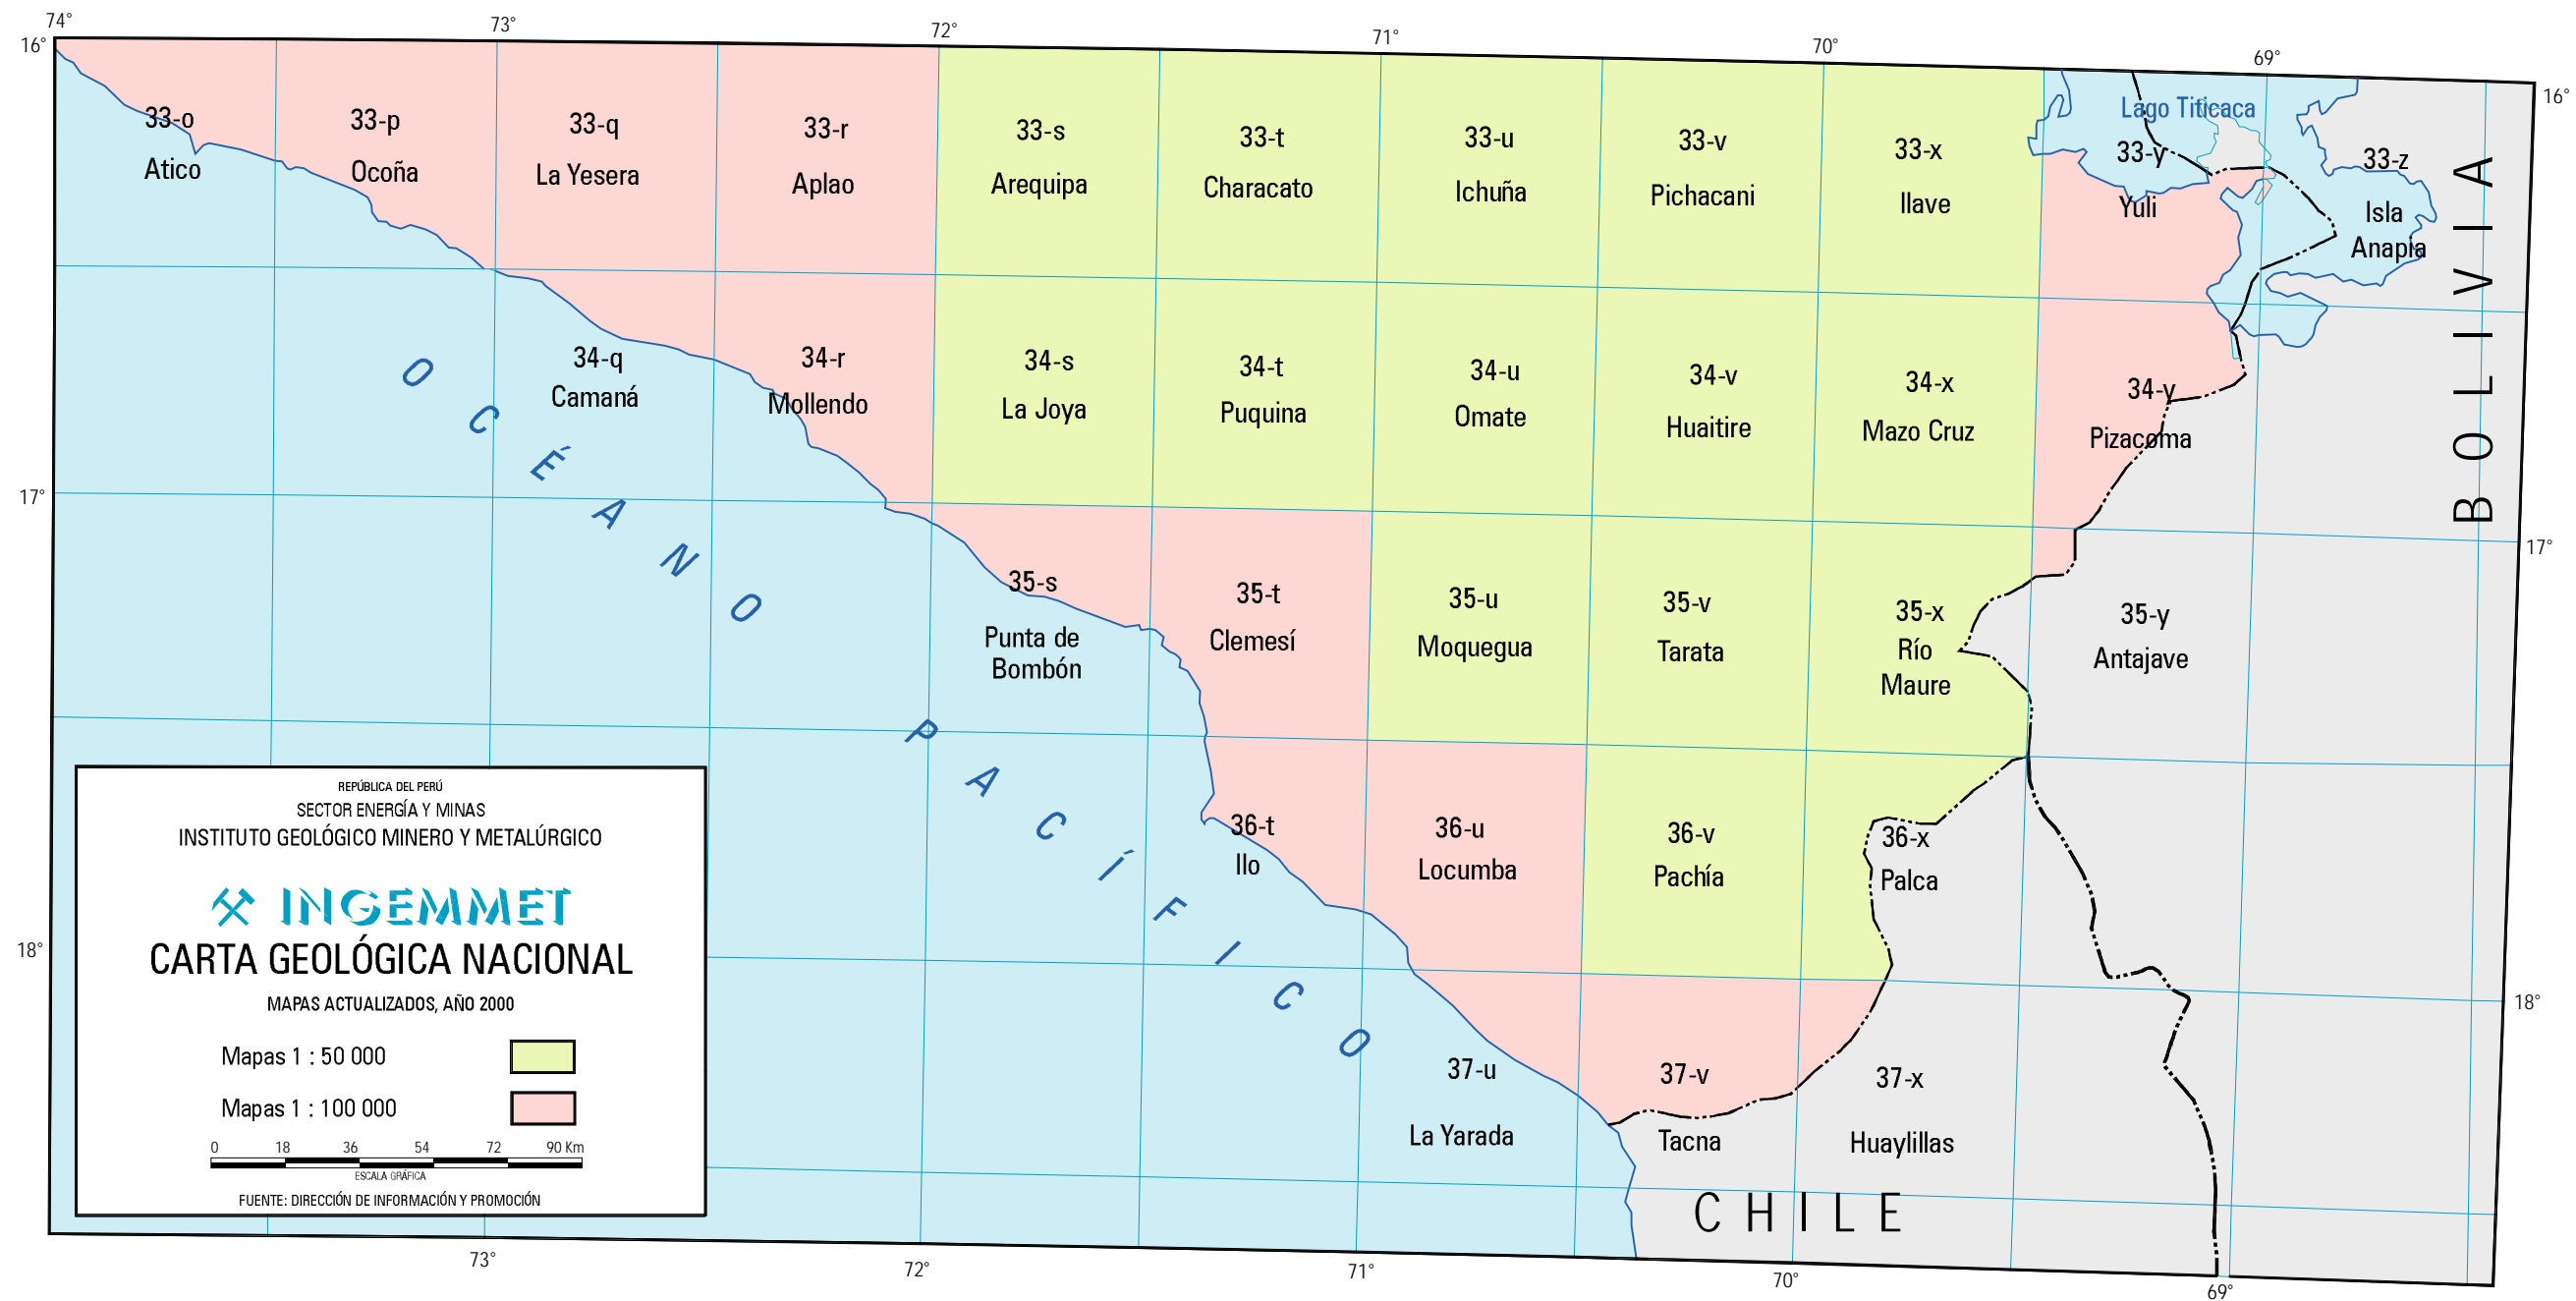 74°
73°
72°
71°
70°
69°
16°
16°
33-o
Atico
33-p
Ocoña
33-q
La Yesera
33-r
Aplao
33-s
Arequipa
33-t
Characato
33-u
Ichuña
33-v
Pichacani
33-x
Ilave
Lago Titicaca
33-y
Yuli
33-z
Isla
Anapia
34-q
Camaná
34-r
Mollendo
34-s
La Joya
34-t
Puquina
34-u
Omate
34-v
Huaitire
34-x
Mazo Cruz
34-y
Pizacoma
BOLIVIA
17°
17°
OCÉANO PACÍFICO
35-s
Punta de
Bombón
35-t
Clemesí
35-u
Moquegua
35-v
Tarata
35-x
Río
Maure
35-y
Antajave
36-t
Ilo
36-u
Locumba
36-v
Pachía
36-x
Palca
18°
18°
37-u
La Yarada
37-v
Tacna
37-x
Huaylillas
CHILE
REPÚBLICA DEL PERÚ
SECTOR ENERGÍA Y MINAS
INSTITUTO GEOLÓGICO MINERO Y METALÚRGICO
INGEMMET
CARTA GEOLÓGICA NACIONAL
MAPAS ACTUALIZADOS, AÑO 2000
Mapas 1 : 50 000
Mapas 1 : 100 000
0 18 36 54 72 90 Km
ESCALA GRÁFICA
FUENTE: DIRECCIÓN DE INFORMACIÓN Y PROMOCIÓN
73°
72°
71°
70°
69°